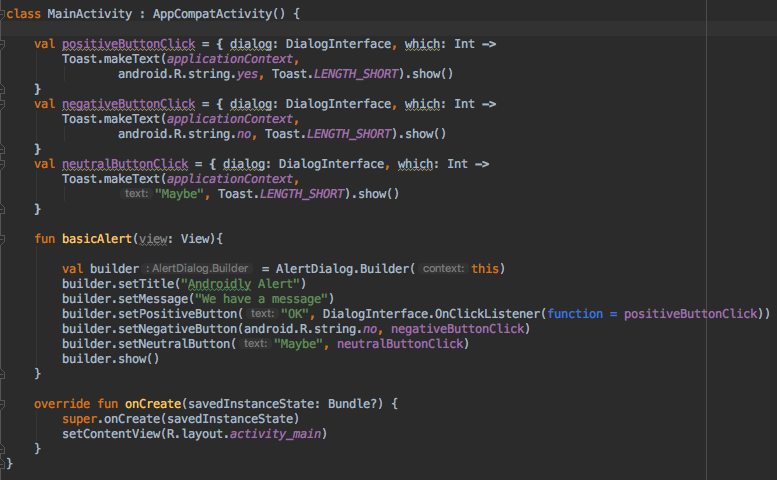 class MainActivity : AppCompatActivity() {
val positiveButtonClick = { dialog: DialogInterface, which: Int ->
Toast.makeText(applicationContext,
android.R.string.yes, Toast.LENGTH_SHORT).show()
}
val negativeButtonClick = { dialog: DialogInterface, which: Int ->
Toast.makeText(applicationContext,
android.R.string.no, Toast.LENGTH_SHORT).show()
}
val neutralButtonClick = { dialog: DialogInterface, which: Int ->
Toast.makeText(applicationContext,
text: "Maybe", Toast.LENGTH_SHORT).show()
}
fun basicAlert(view: View){
val builder : AlertDialog.Builder = AlertDialog.Builder( context: this)
builder.setTitle("Androidly Alert")
builder.setMessage("We have a message")
builder.setPositiveButton( text: "OK", DialogInterface.OnClickListener(function = positiveButtonClick))
builder.setNegativeButton(android.R.string.no, negativeButtonClick)
builder.setNeutralButton( text: "Maybe", neutralButtonClick)
builder.show()
}
override fun onCreate(savedInstanceState: Bundle?) {
super.onCreate(savedInstanceState)
setContentView(R.layout.activity_main)
}
}